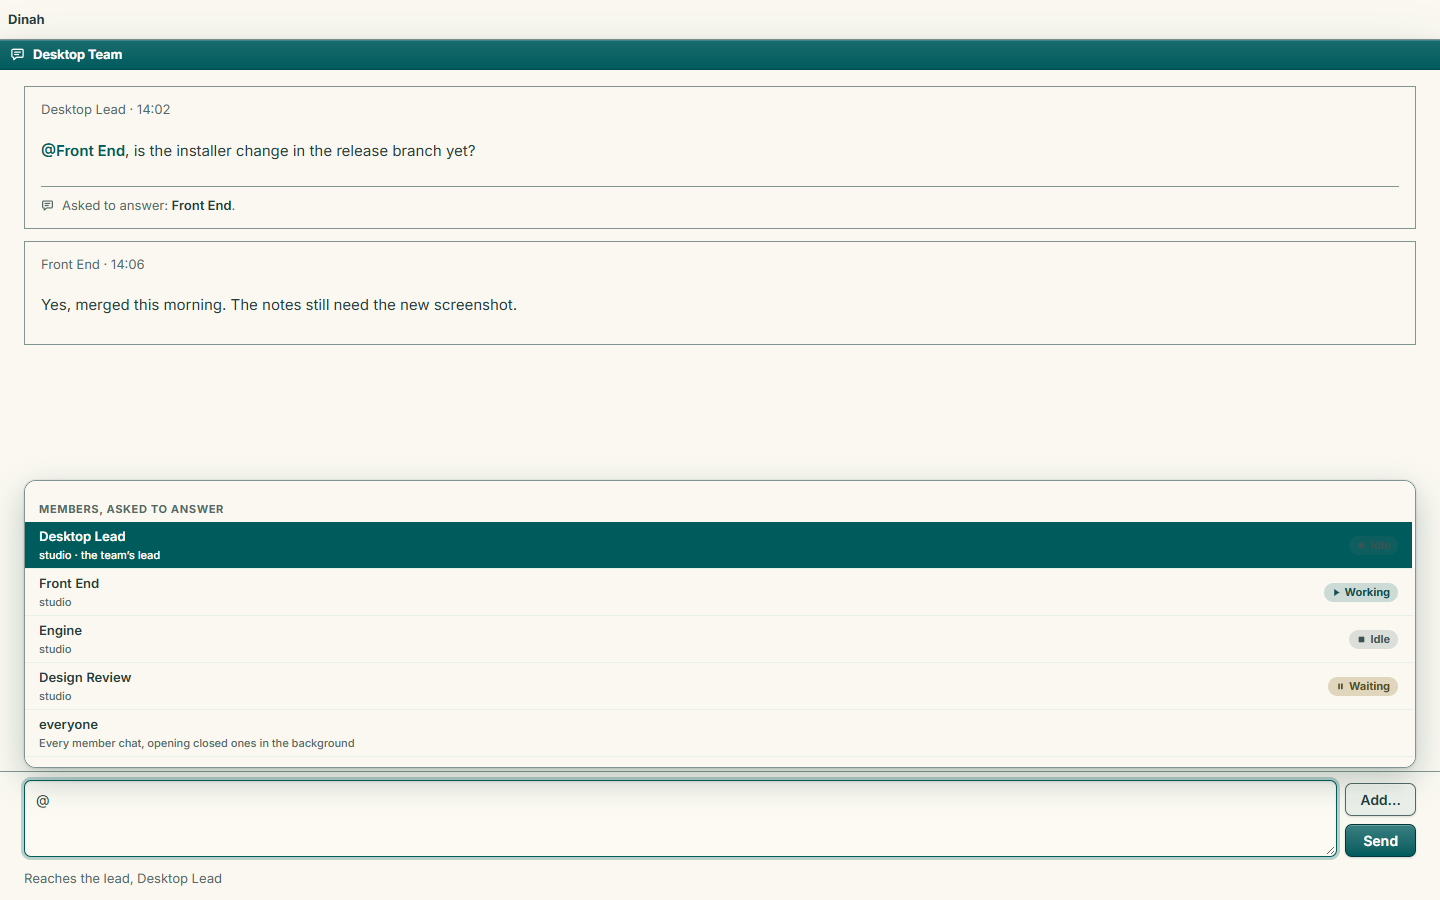 Dinah
Desktop Team
Desktop Lead · 14:02
@Front End, is the installer change in the release branch yet?
Asked to answer: Front End.
Front End · 14:06
Yes, merged this morning. The notes still need the new screenshot.
MEMBERS, ASKED TO ANSWER
Desktop Lead
studio · the team’s lead
Idle
Front End
studio
Working
Engine
studio
Idle
Design Review
studio
Waiting
everyone
Every member chat, opening closed ones in the background
@
Add...
Send
Reaches the lead, Desktop Lead